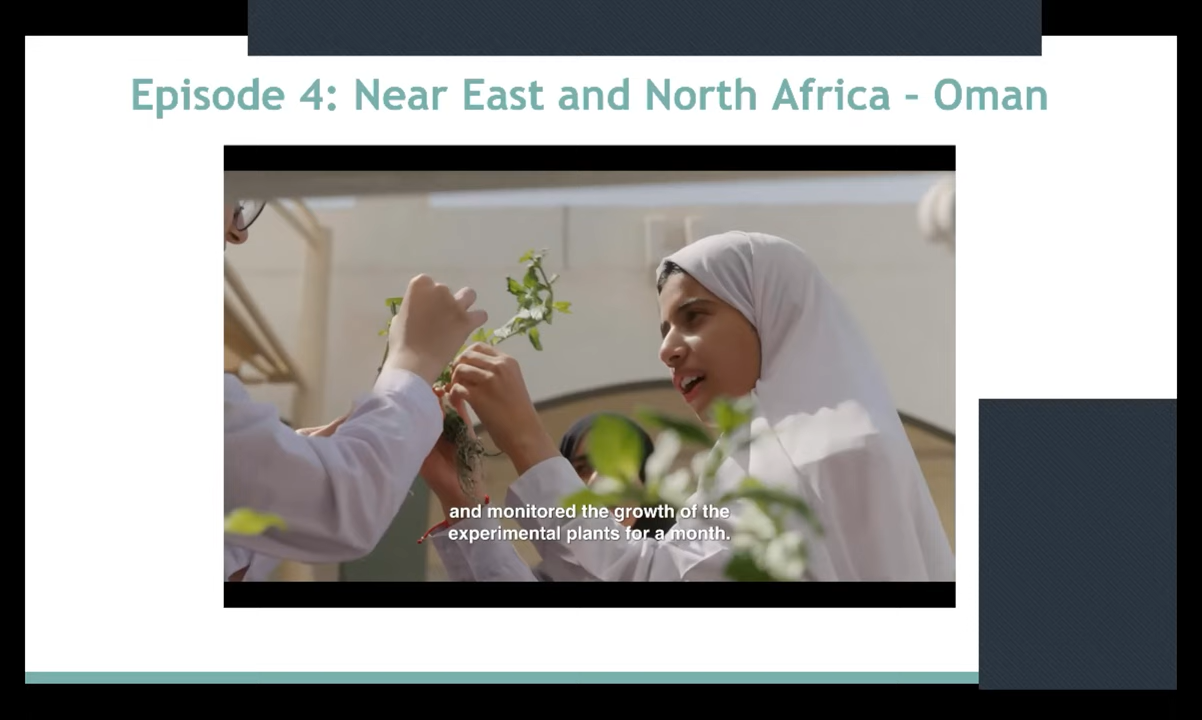 Episode 4: Near East and North Africa - Oman
and monitored the growth of the
experimental plants for a month.